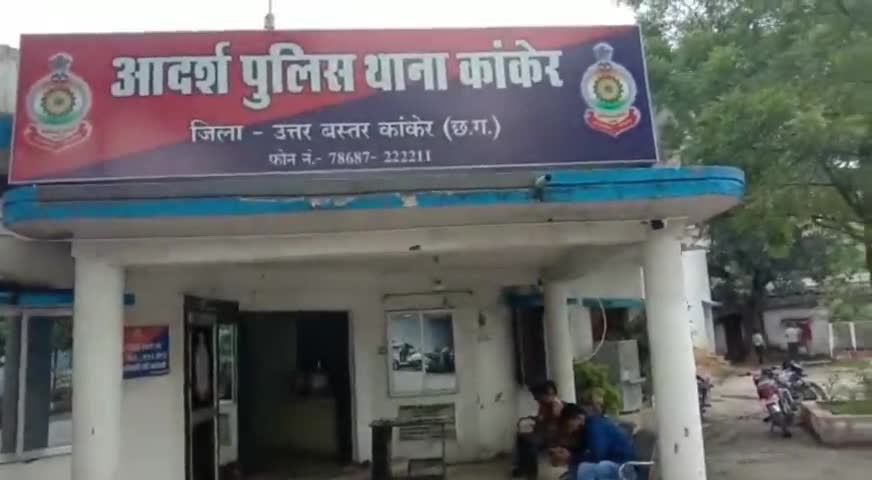 आदर्श पुलिस थाना कांकेर
जिला - उत्तर बस्तर कांकेर (छ.ग.)
फोन नं.- 78687- 222211